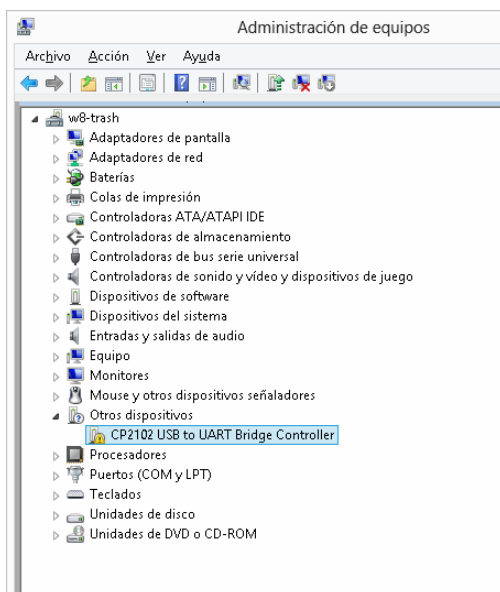 Administración de equipos
Archivo Acción Ver Ayuda
w8-trash
Adaptadores de pantalla
Adaptadores de red
Baterías
Colas de impresión
Controladoras ATA/ATAPI IDE
Controladoras de almacenamiento
Controladoras de bus serie universal
Controladoras de sonido y vídeo y dispositivos de juego
Dispositivos de software
Dispositivos del sistema
Entradas y salidas de audio
Equipo
Monitores
Mouse y otros dispositivos señaladores
Otros dispositivos
CP2102 USB to UART Bridge Controller
Procesadores
Puertos (COM y LPT)
Teclados
Unidades de disco
Unidades de DVD o CD-ROM